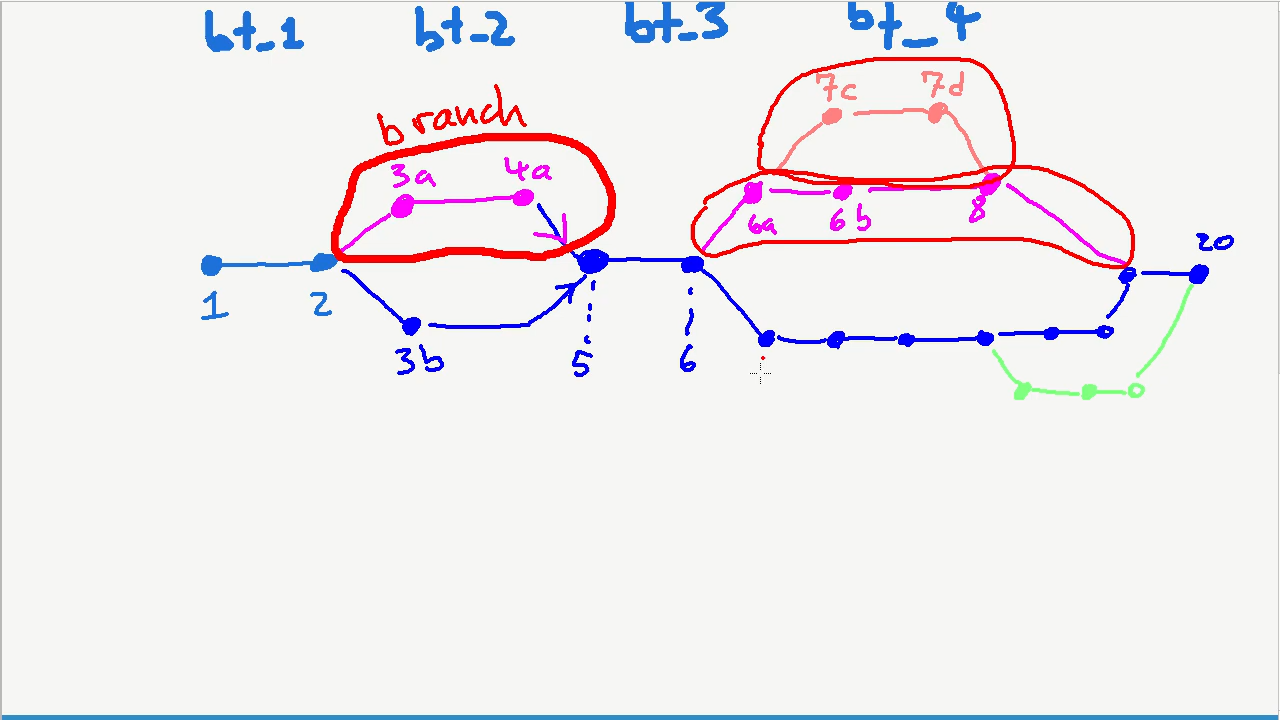 bt_1 bt_2 bt_3 bt_4
7c 7d
branch
3a 4a
6a 6b 8
20
1 2
3b 5 6